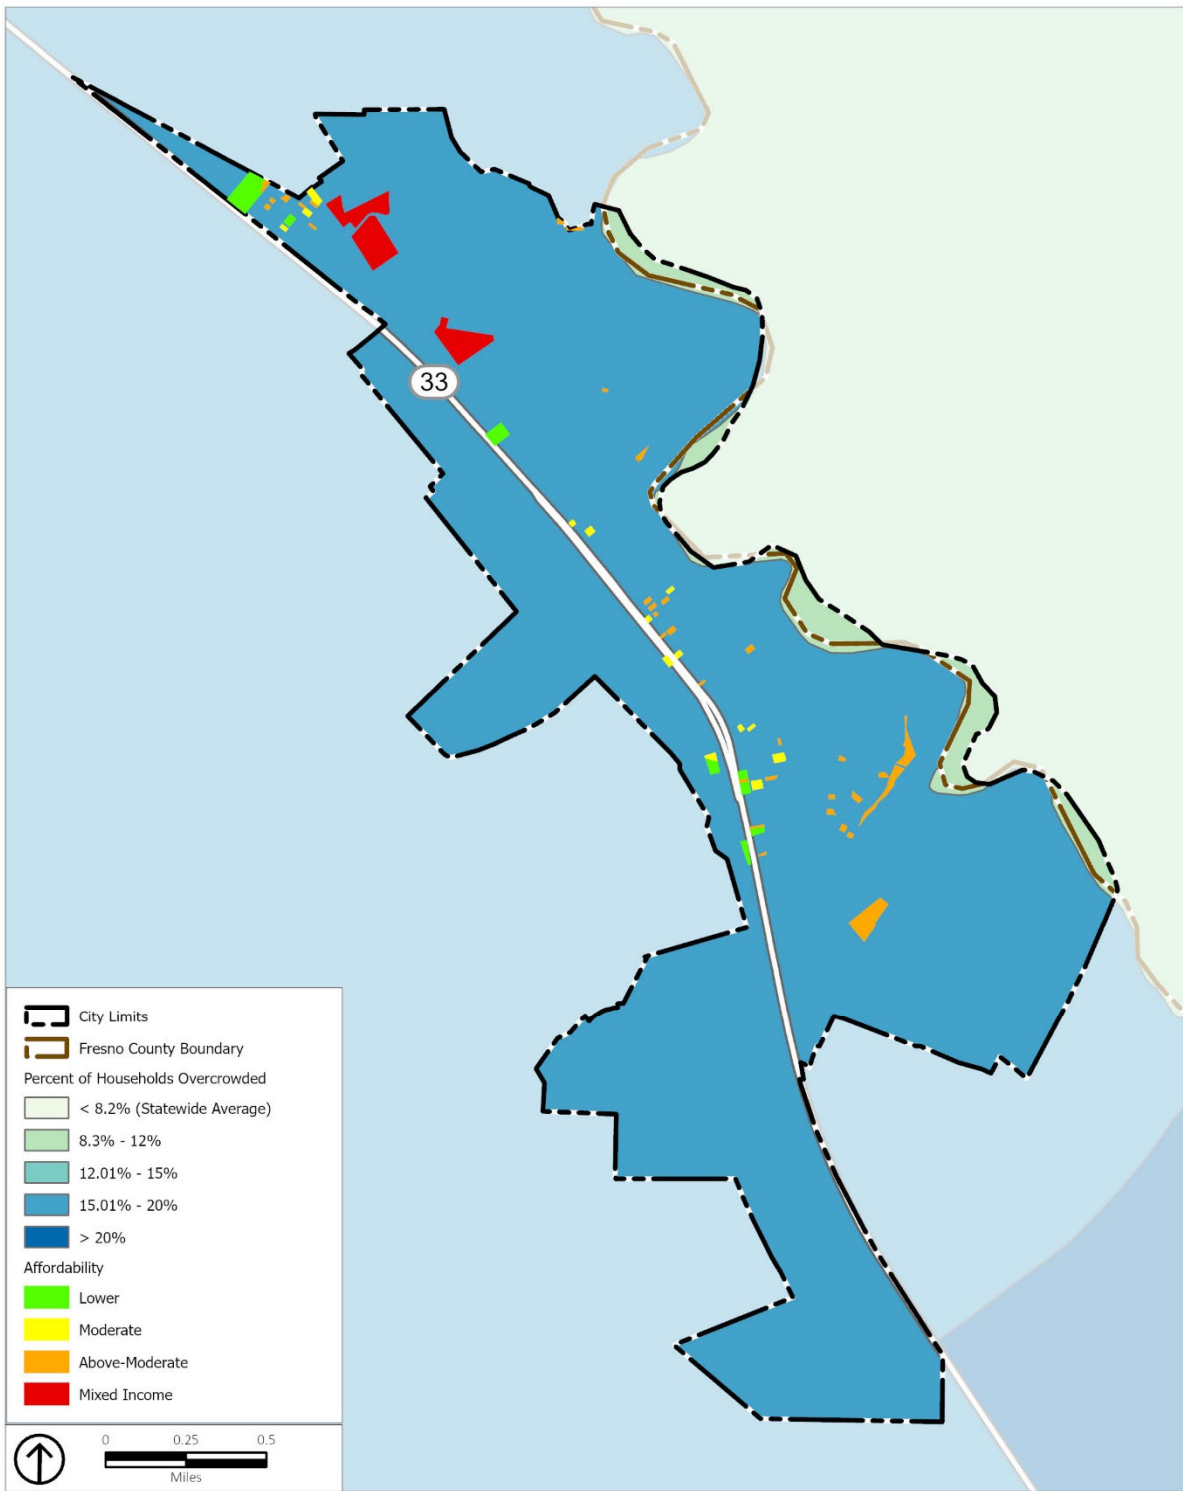 33
City Limits
Fresno County Boundary
Percent of Households Overcrowded
< 8.2% (Statewide Average)
8.3% - 12%
12.01% - 15%
15.01% - 20%
> 20%
Affordability
Lower
Moderate
Above-Moderate
Mixed Income
0 0.25 0.5
Miles